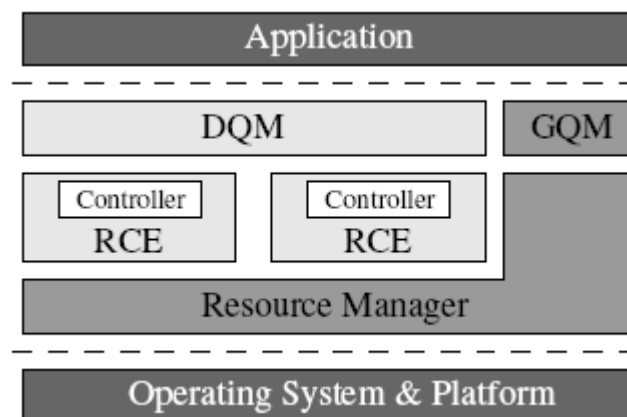 Application
DQM
GQM
Controller
Controller
RCE
RCE
Resource Manager
Operating System & Platform